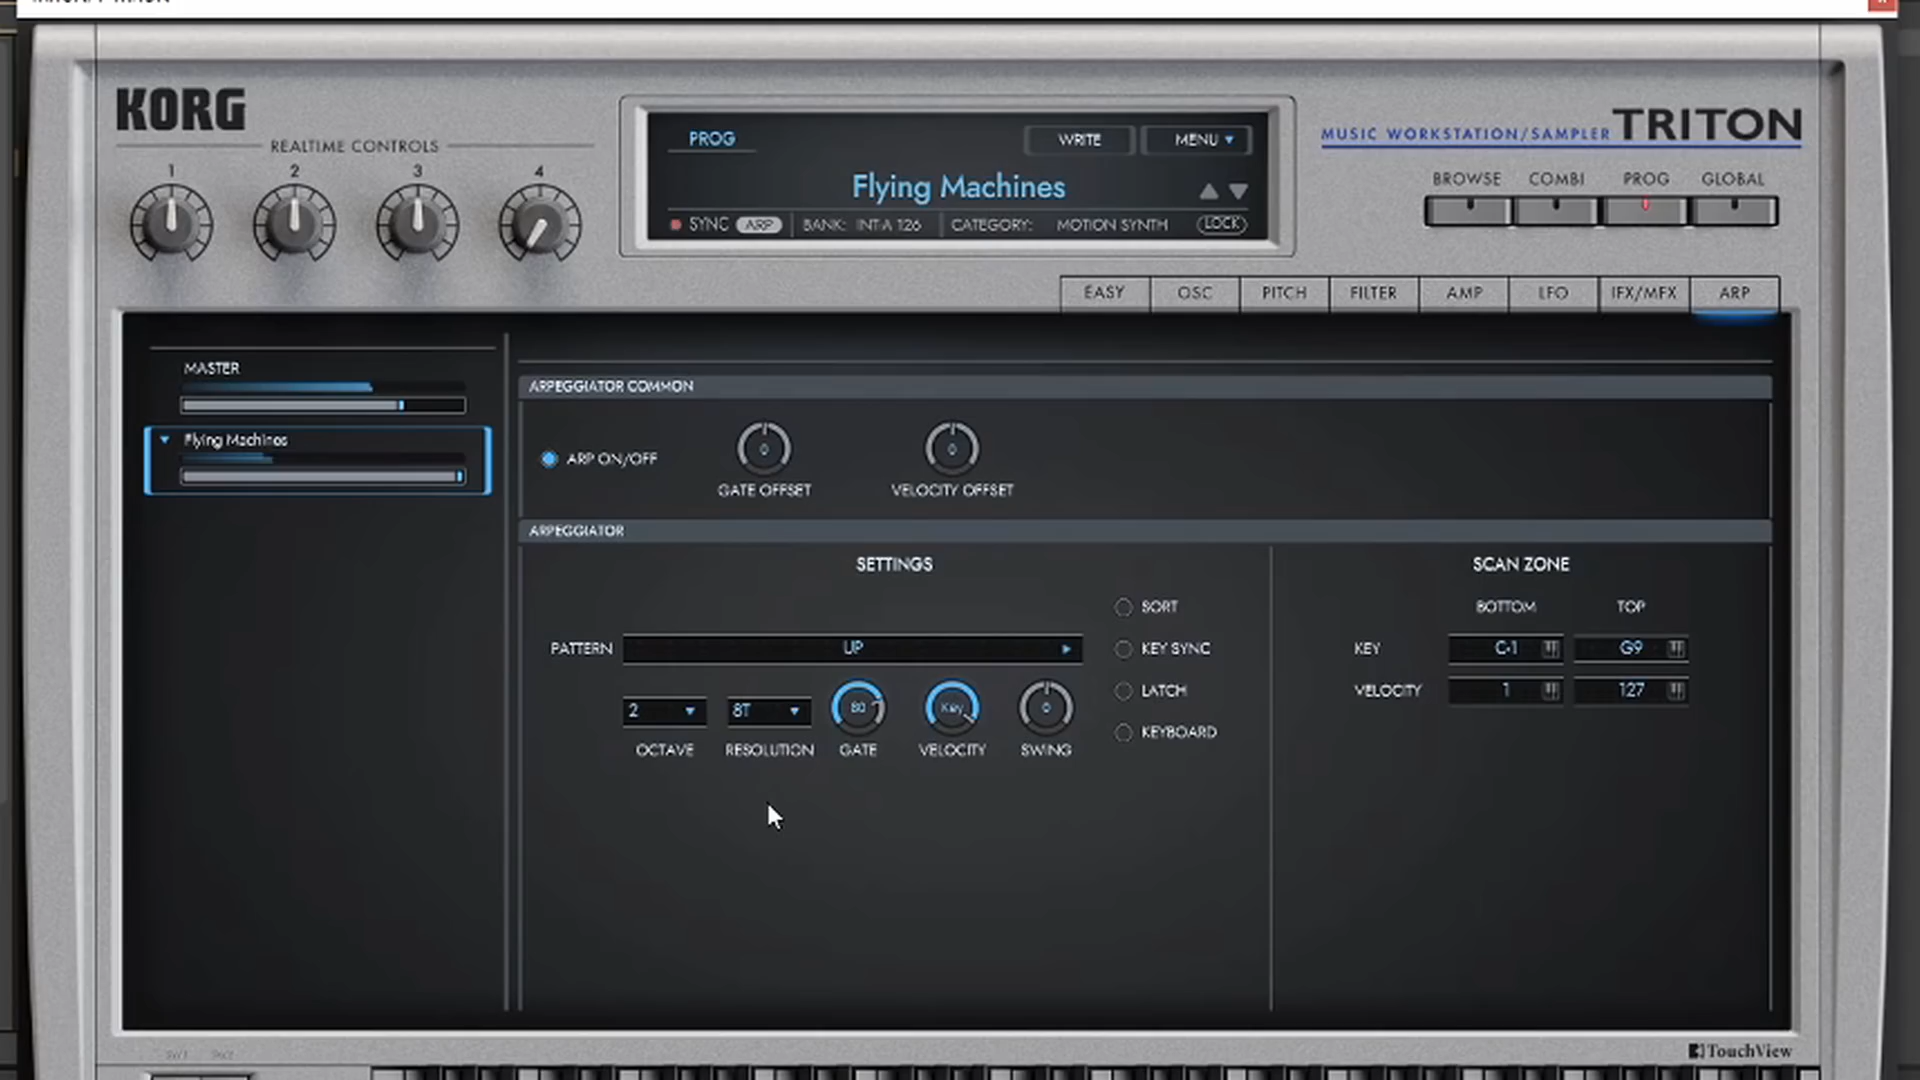 KORG
REALTIME CONTROLS
1 2 3 4
PROG WRITE MENU
Flying Machines
SYNC ARP BANK: INT-A 126 CATEGORY: MOTION SYNTH LOCK
MUSIC WORKSTATION/SAMPLER TRITON
BROWSE COMBI PROG GLOBAL
EASY OSC PITCH FILTER AMP LFO IFX/MFX ARP
MASTER
Flying Machines
ARPEGGIATOR COMMON
ARP ON/OFF
0 0
GATE OFFSET VELOCITY OFFSET
ARPEGGIATOR
SETTINGS
PATTERN UP
2 8T 80 Key 0
OCTAVE RESOLUTION GATE VELOCITY SWING
SORT
KEY SYNC
LATCH
KEYBOARD
SCAN ZONE
BOTTOM TOP
KEY C-1 G9
VELOCITY 1 127
SW1 SW2
TouchView